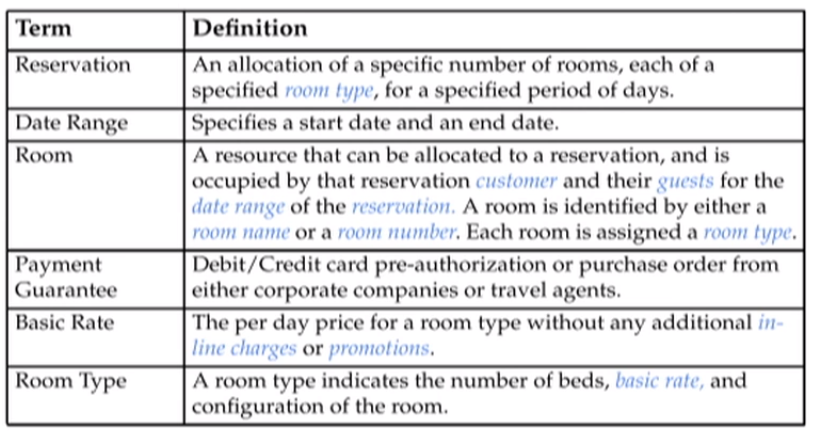 Term Definition
Reservation An allocation of a specific number of rooms, each of a
specified room type, for a specified period of days.
Date Range Specifies a start date and an end date.
Room A resource that can be allocated to a reservation, and is
occupied by that reservation customer and their guests for the
date range of the reservation. A room is identified by either a
room name or a room number. Each room is assigned a room type.
Payment Debit/Credit card pre-authorization or purchase order from
Guarantee either corporate companies or travel agents.
Basic Rate The per day price for a room type without any additional in-
line charges or promotions.
Room Type A room type indicates the number of beds, basic rate, and
configuration of the room.